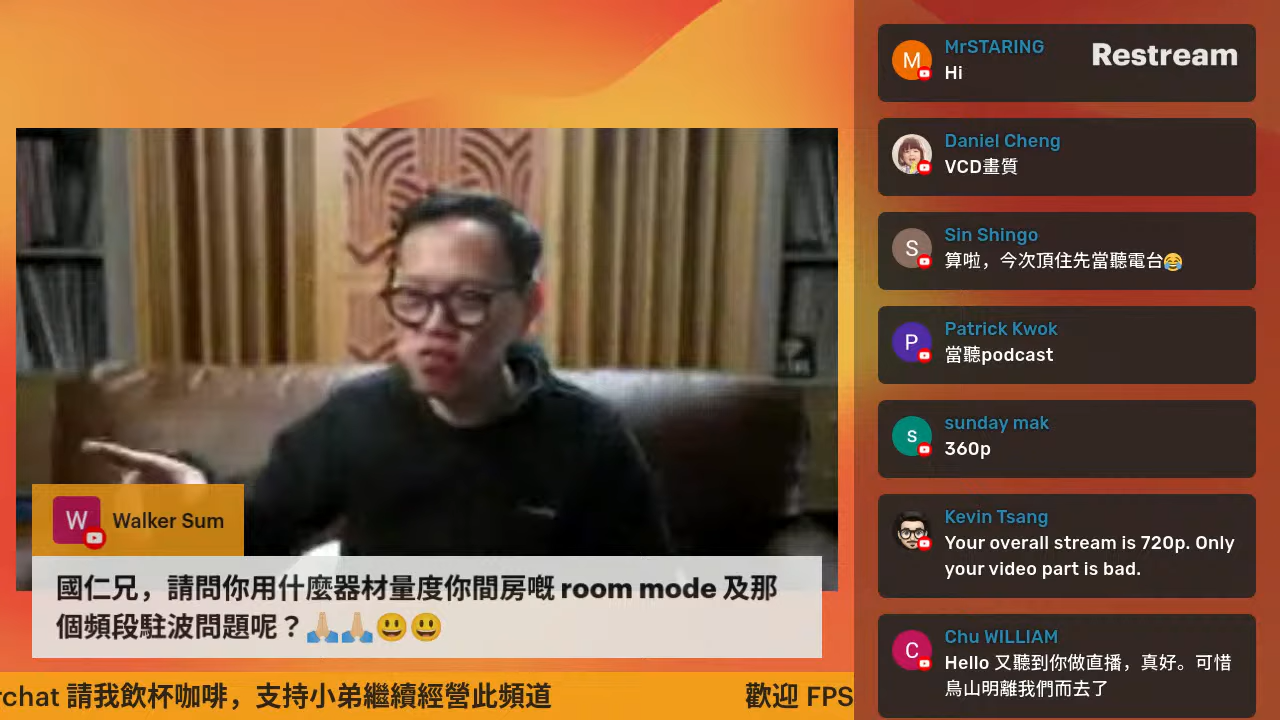 Walker Sum
國仁兄，請問你用什麼器材量度你間房嘅 room mode 及那
個頻段駐波問題呢？🙏🏼🙏🏼😃😃
rchat 請我飲杯咖啡，支持小弟繼續經營此頻道
歡迎 FPS
Restream
MrSTARING
Hi
Daniel Cheng
VCD畫質
Sin Shingo
算啦，今次頂住先當聽電台😂
Patrick Kwok
當聽podcast
sunday mak
360p
Kevin Tsang
Your overall stream is 720p. Only
your video part is bad.
Chu WILLIAM
Hello 又聽到你做直播，真好。可惜
鳥山明離我們而去了